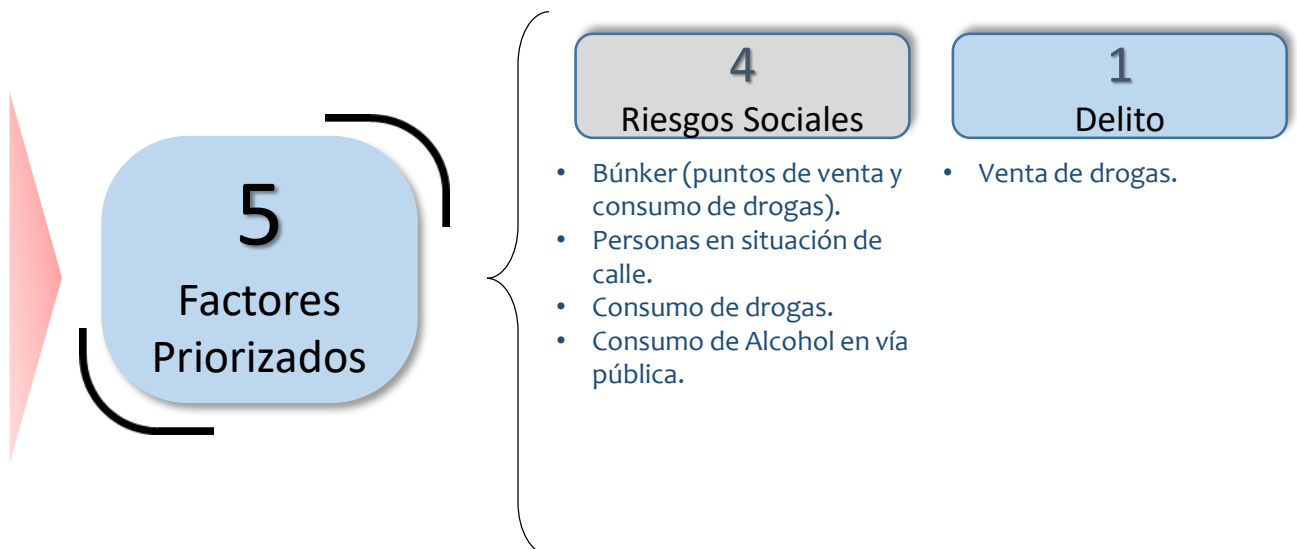 5
Factores
Priorizados
4
Riesgos Sociales
• Búnker (puntos de venta y
consumo de drogas).
• Personas en situación de
calle.
• Consumo de drogas.
• Consumo de Alcohol en vía
pública.
1
Delito
• Venta de drogas.